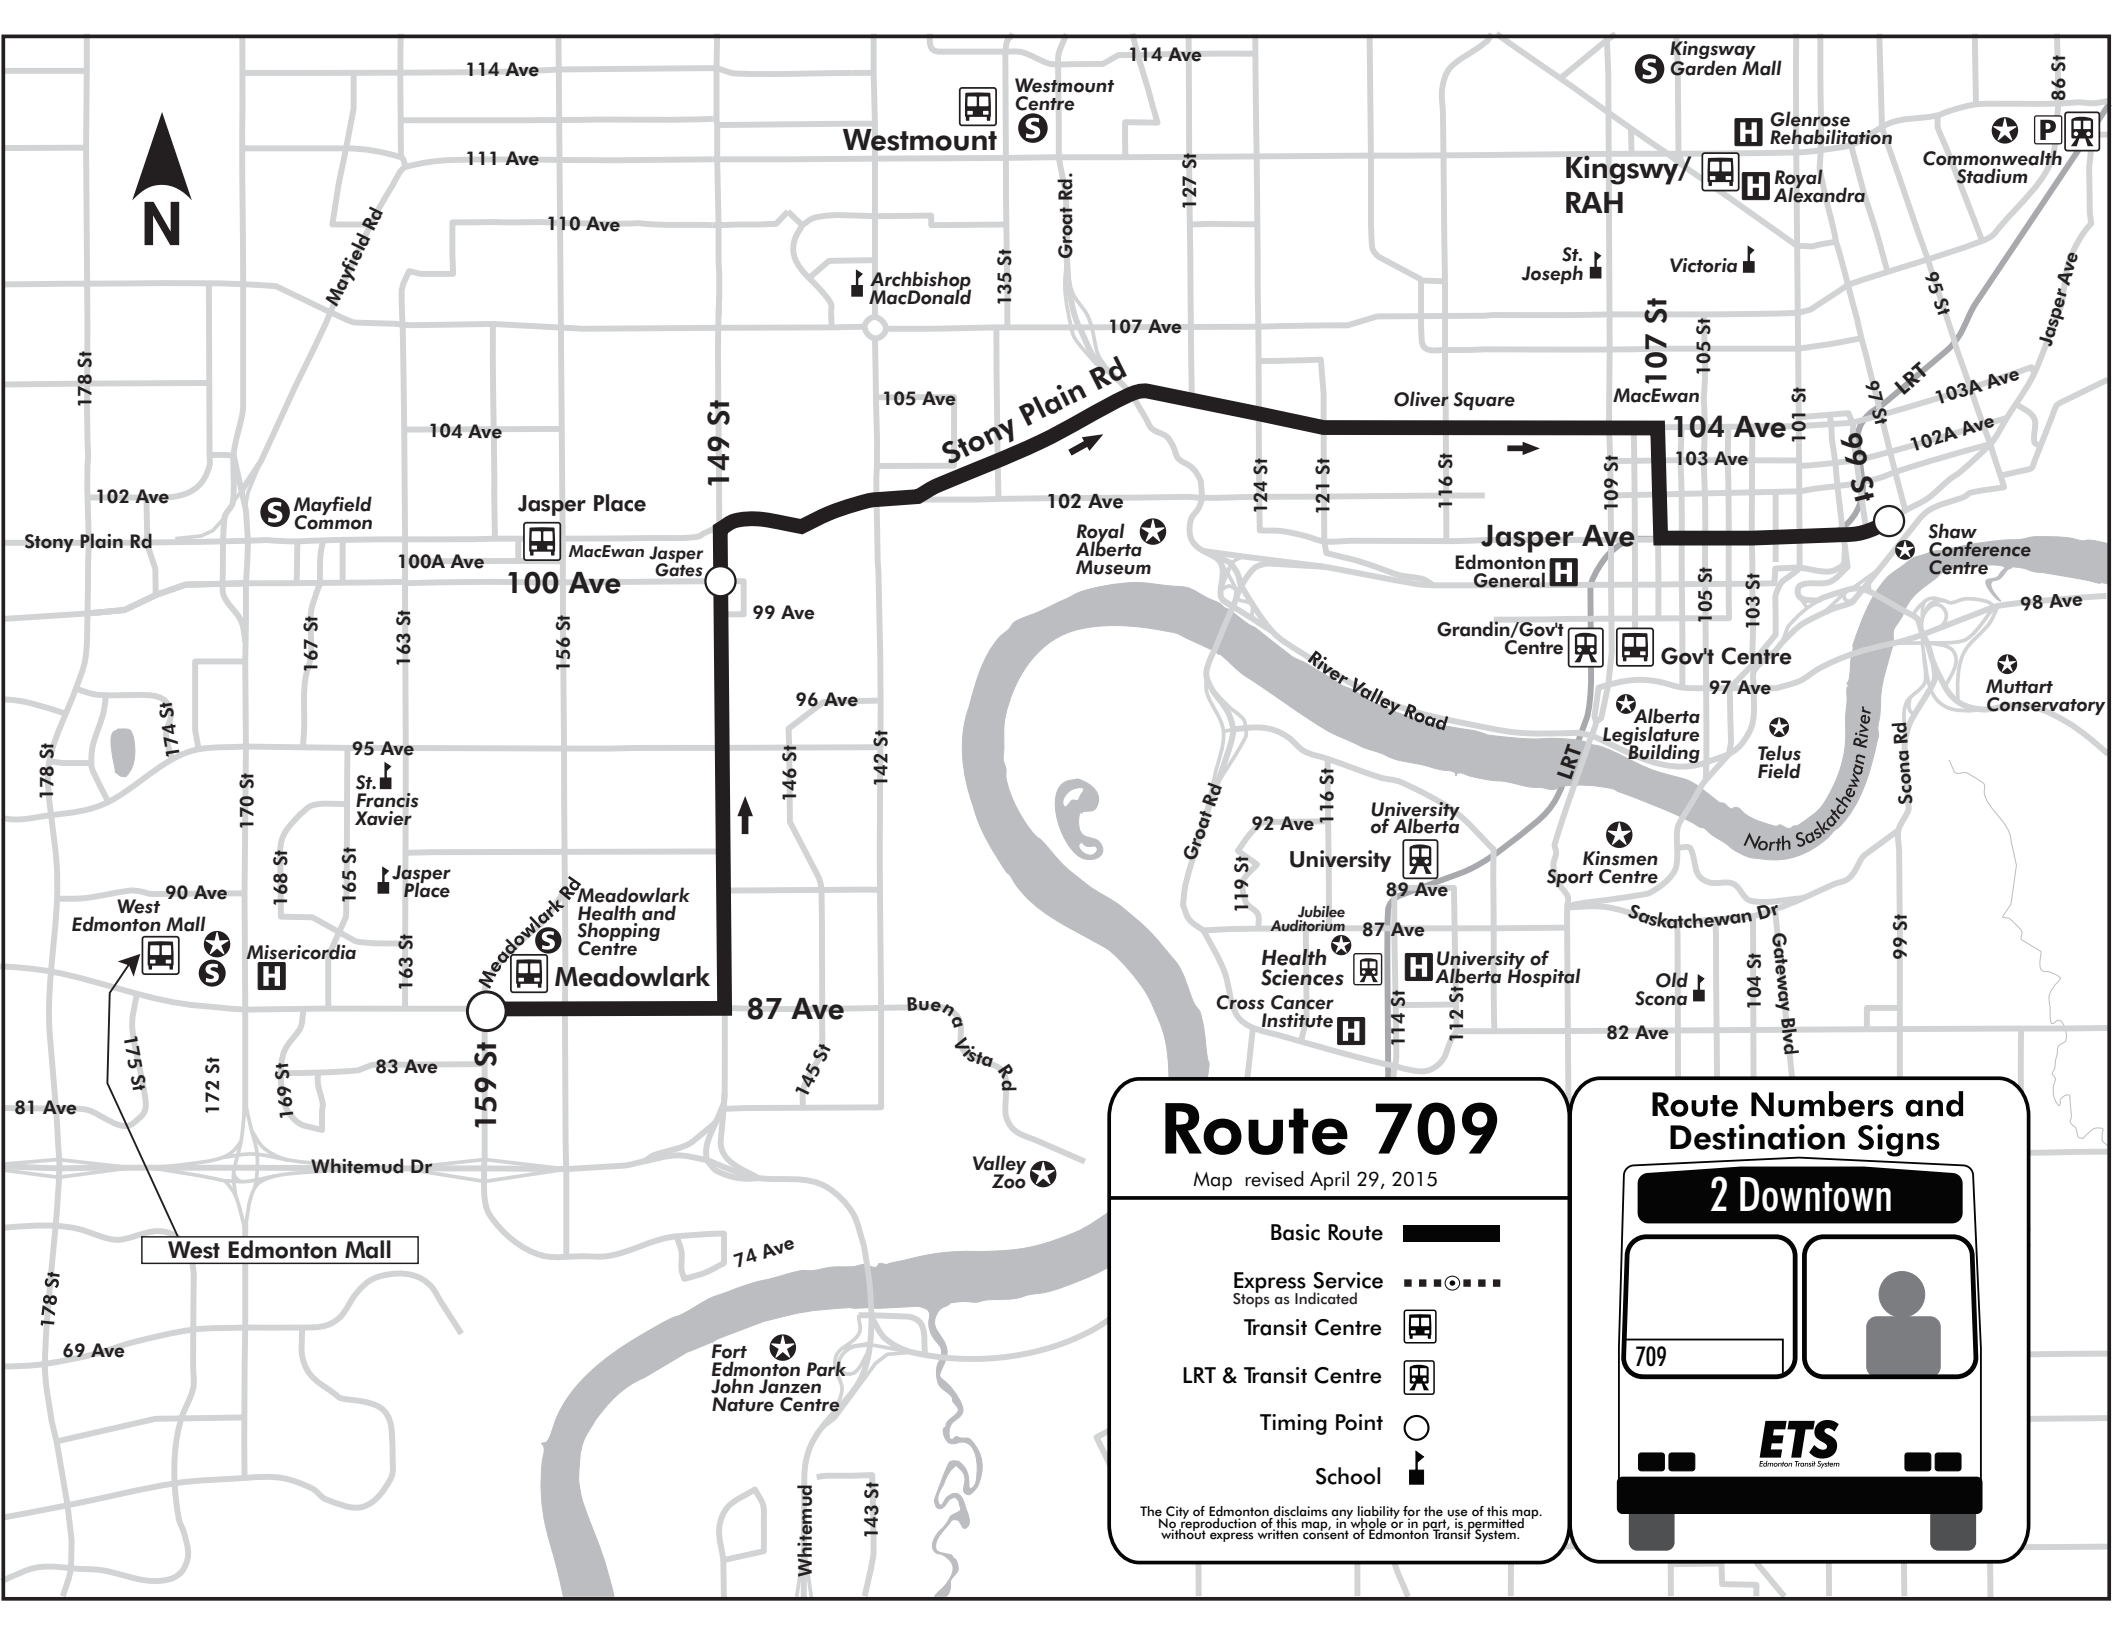 114 Ave
114 Ave
Kingsway
Garden Mall
86 St
Westmount
Centre
Westmount
Glenrose
Rehabilitation
P
Commonwealth
Stadium
111 Ave
127 St
Kingswy/
RAH
Royal
Alexandra
N
Mayfield Rd
110 Ave
Groat Rd.
135 St
Archbishop
MacDonald
St.
Joseph
Victoria
95 St
Jasper Ave
107 Ave
107 St
105 St
178 St
149 St
105 Ave
Stony Plain Rd
Oliver Square
MacEwan
104 Ave
101 St
97 St
LRT
103A Ave
102A Ave
99 St
104 Ave
103 Ave
102 Ave
Mayfield
Common
Jasper Place
102 Ave
124 St
121 St
116 St
109 St
Stony Plain Rd
100A Ave
MacEwan
Jasper
Gates
100 Ave
Royal
Alberta
Museum
Jasper Ave
Edmonton
General
Shaw
Conference
Centre
105 St
103 St
98 Ave
99 Ave
167 St
163 St
156 St
Grandin/Gov't
Centre
Gov't Centre
River Valley Road
97 Ave
Muttart
Conservatory
96 Ave
174 St
178 St
95 Ave
St.
Francis
Xavier
170 St
146 St
142 St
LRT
Alberta
Legislature
Building
Telus
Field
North Saskatchewan River
Scona Rd
Groat Rd
116 St
92 Ave
University
of Alberta
University
119 St
89 Ave
Kinsmen
Sport Centre
168 St
165 St
Jasper
Place
90 Ave
West
Edmonton Mall
Misericordia
163 St
Meadowlark Rd
Meadowlark
Health and
Shopping
Centre
Meadowlark
Jubilee
Auditorium
87 Ave
Health
Sciences
University of
Alberta Hospital
Cross Cancer
Institute
114 St
112 St
Saskatchewan Dr
Old
Scona
104 St
Gateway Blvd
99 St
82 Ave
87 Ave
Buena Vista Rd
159 St
175 St
172 St
169 St
83 Ave
145 St
81 Ave
Whitemud Dr
Valley
Zoo
West Edmonton Mall
74 Ave
178 St
69 Ave
Fort
Edmonton Park
John Janzen
Nature Centre
Whitemud
143 St
Route 709
Map revised April 29, 2015
Basic Route
Express Service
Stops as Indicated
Transit Centre
LRT & Transit Centre
Timing Point
School
The City of Edmonton disclaims any liability for the use of this map.
No reproduction of this map, in whole or in part, is permitted
without express written consent of Edmonton Transit System.
Route Numbers and
Destination Signs
2 Downtown
709
ETS
Edmonton Transit System